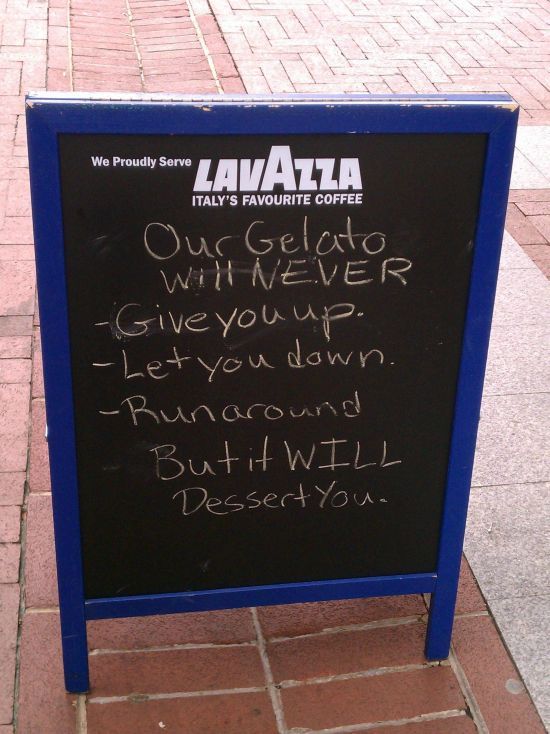 We Proudly Serve LAVAZZA
ITALY'S FAVOURITE COFFEE
Our Gelato
Will NEVER
-Give you up.
-Let you down.
-Run around
But it WILL
Dessert You.